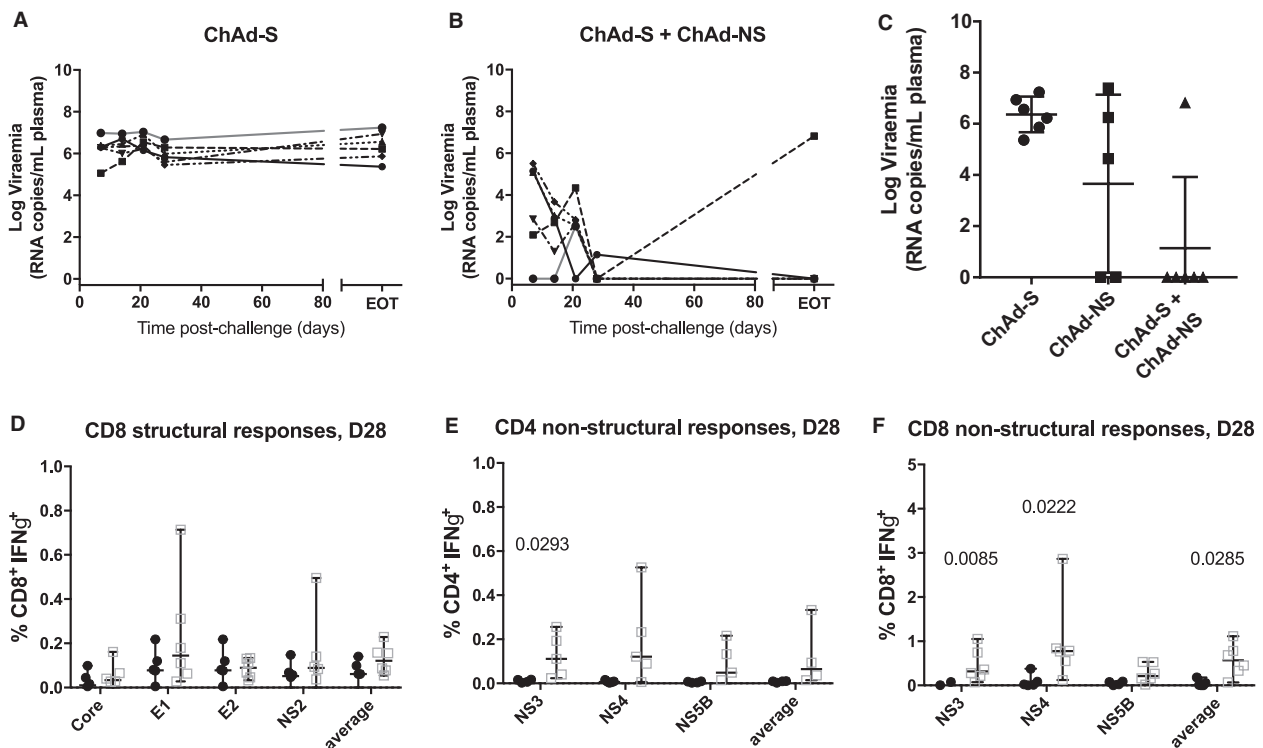 A
ChAd-S
Log Viraemia
(RNA copies/mL plasma)
10
8
6
4
2
0
0
20
40
60
80
EOT
Time post-challenge (days)
B
ChAd-S + ChAd-NS
Log Viraemia
(RNA copies/mL plasma)
10
8
6
4
2
0
0
20
40
60
80
EOT
Time post-challenge (days)
C
Log Viraemia
(RNA copies/mL plasma)
10
8
6
4
2
0
ChAd-S
ChAd-NS
ChAd-S +
ChAd-NS
D
CD8 structural responses, D28
% CD8+ IFNg+
1.0
0.8
0.6
0.4
0.2
0.0
Core
E1
E2
NS2
average
E
CD4 non-structural responses, D28
% CD4+ IFNg+
1.0
0.8
0.6
0.4
0.2
0.0
0.0293
NS3
NS4
NS5B
average
F
CD8 non-structural responses, D28
% CD8+ IFNg+
5
4
3
2
1
0
0.0085
0.0222
0.0285
NS3
NS4
NS5B
average